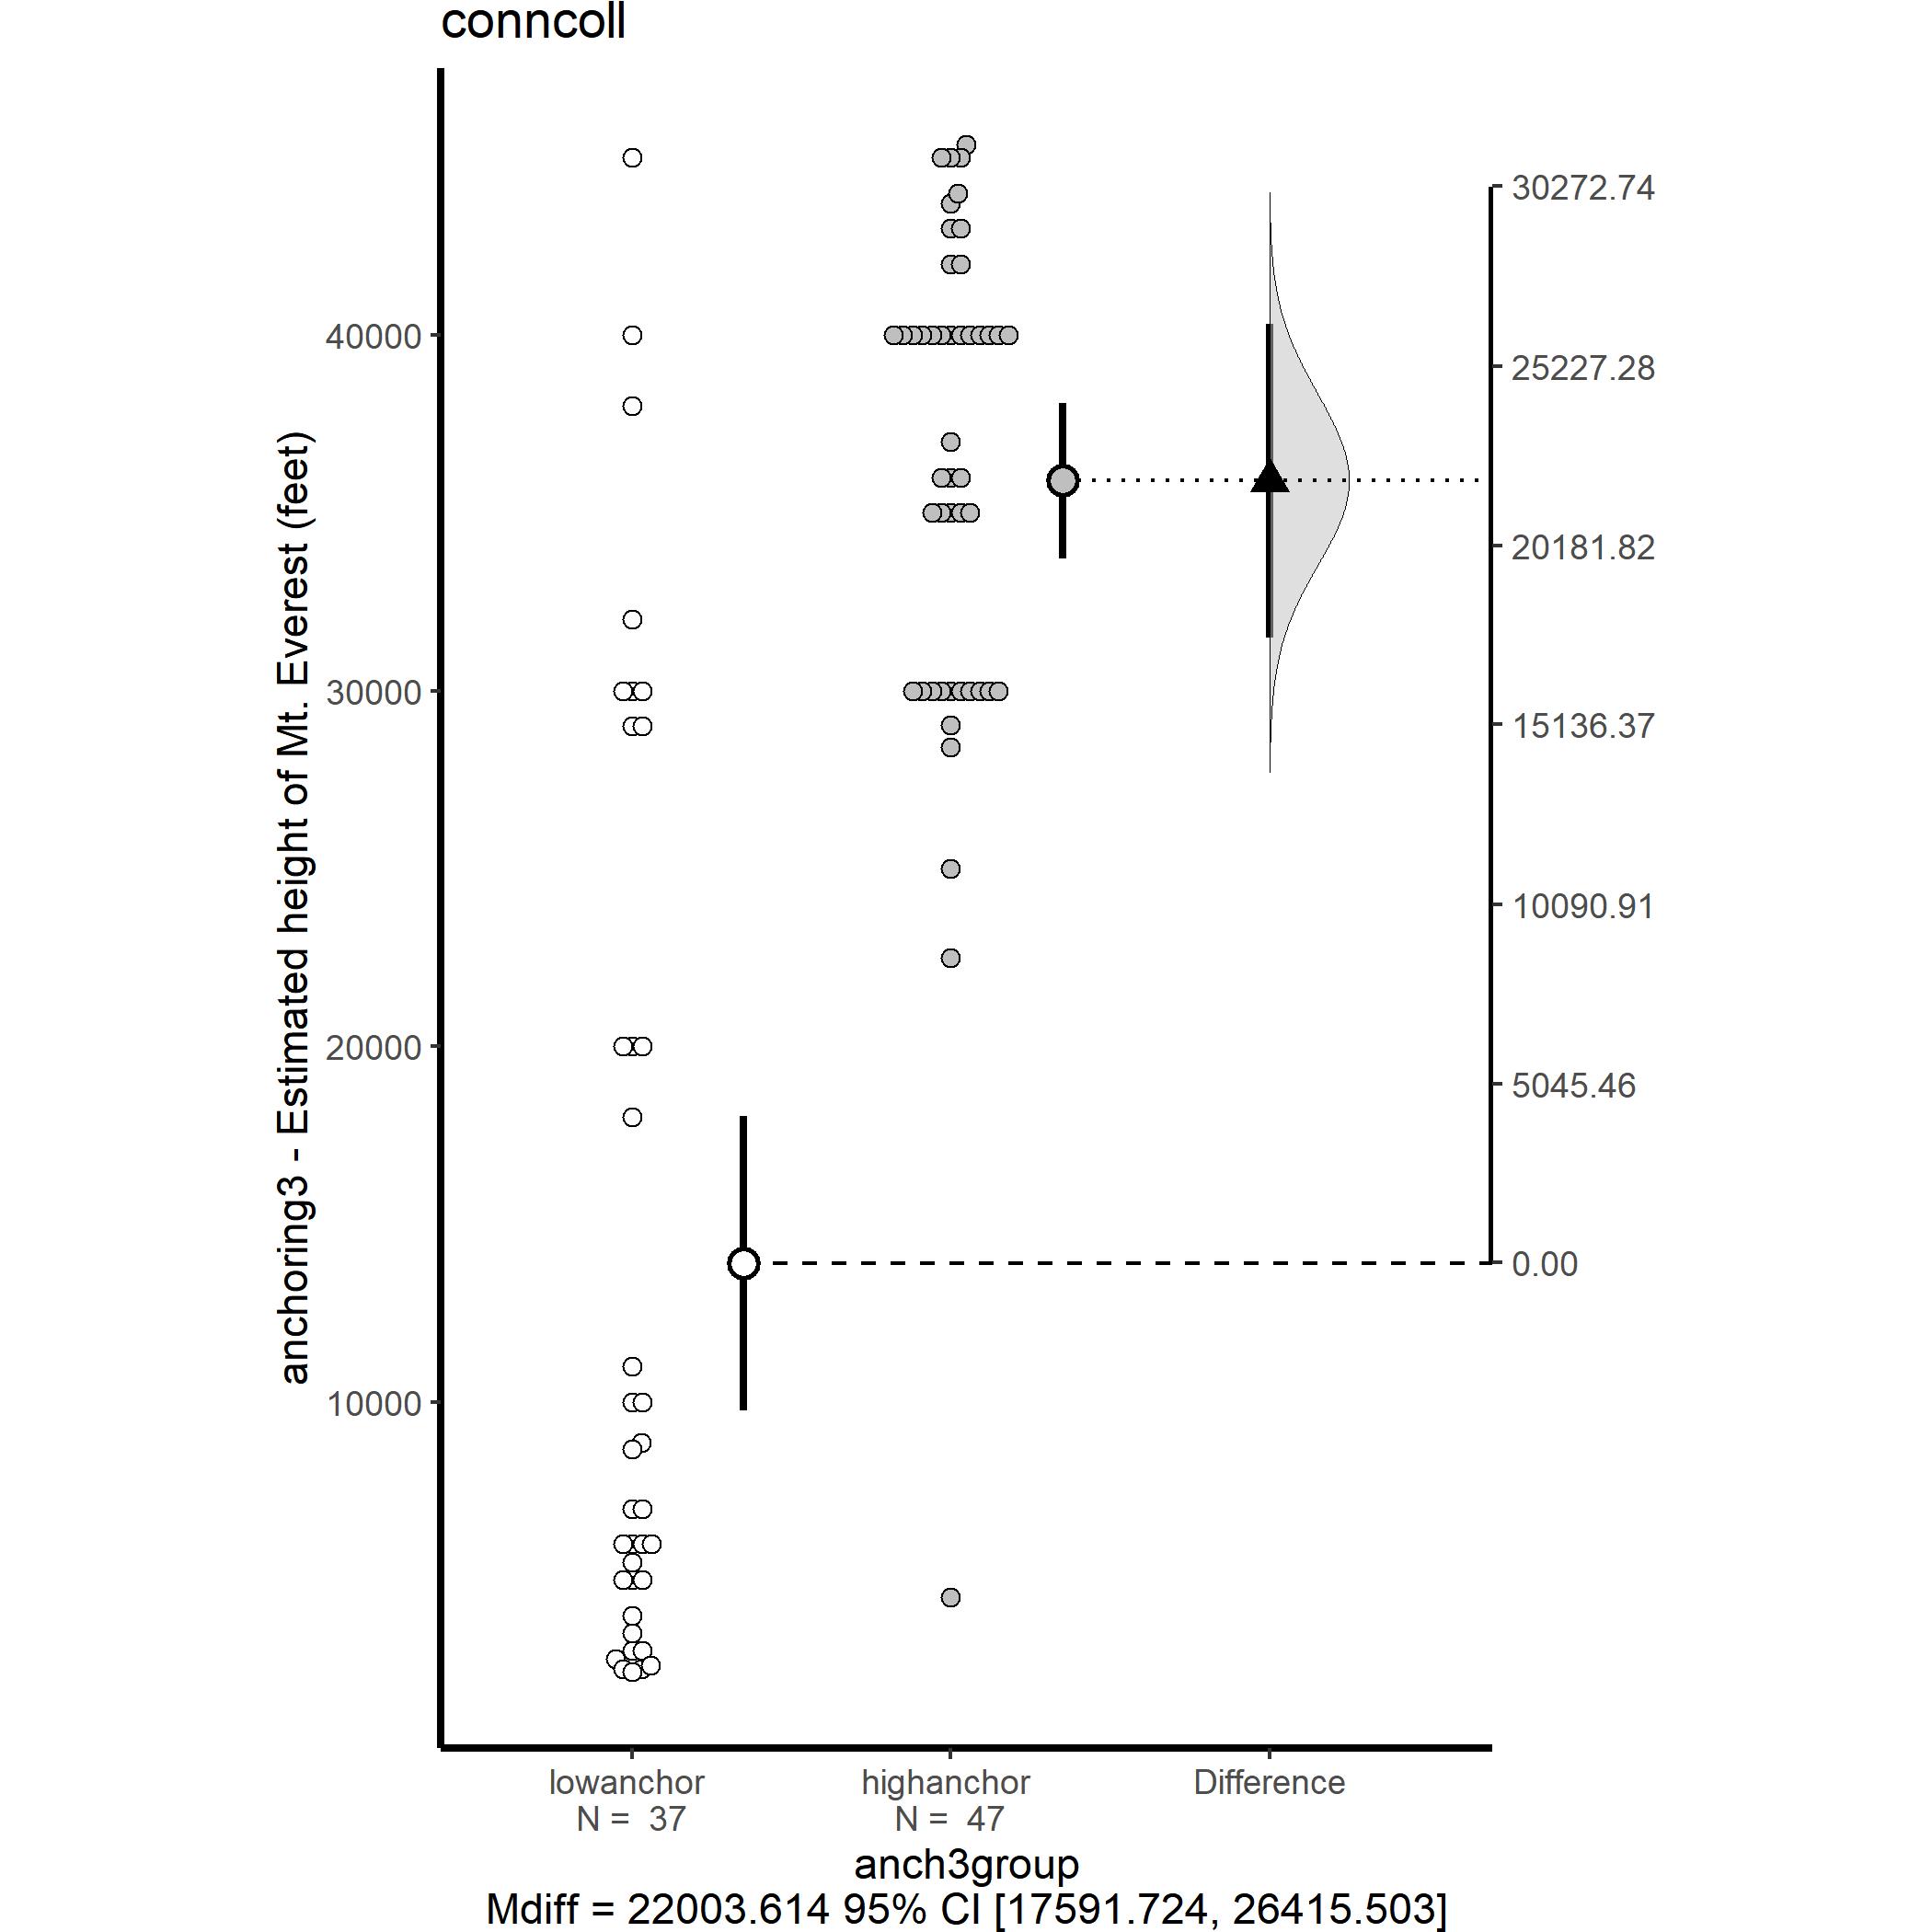 conncoll
anchoring3 - Estimated height of Mt. Everest (feet)
40000
30000
20000
10000
30272.74
25227.28
20181.82
15136.37
10090.91
5045.46
0.00
lowanchor
N =  37
highanchor
N =  47
Difference
anch3group
Mdiff = 22003.614 95% CI [17591.724, 26415.503]